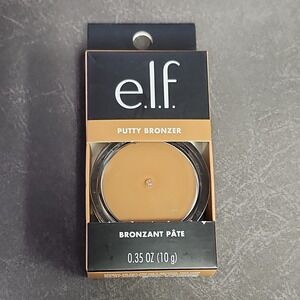 e.l.f.
PUTTY BRONZER
BRONZANT PÂTE
0.35 OZ (10 g)